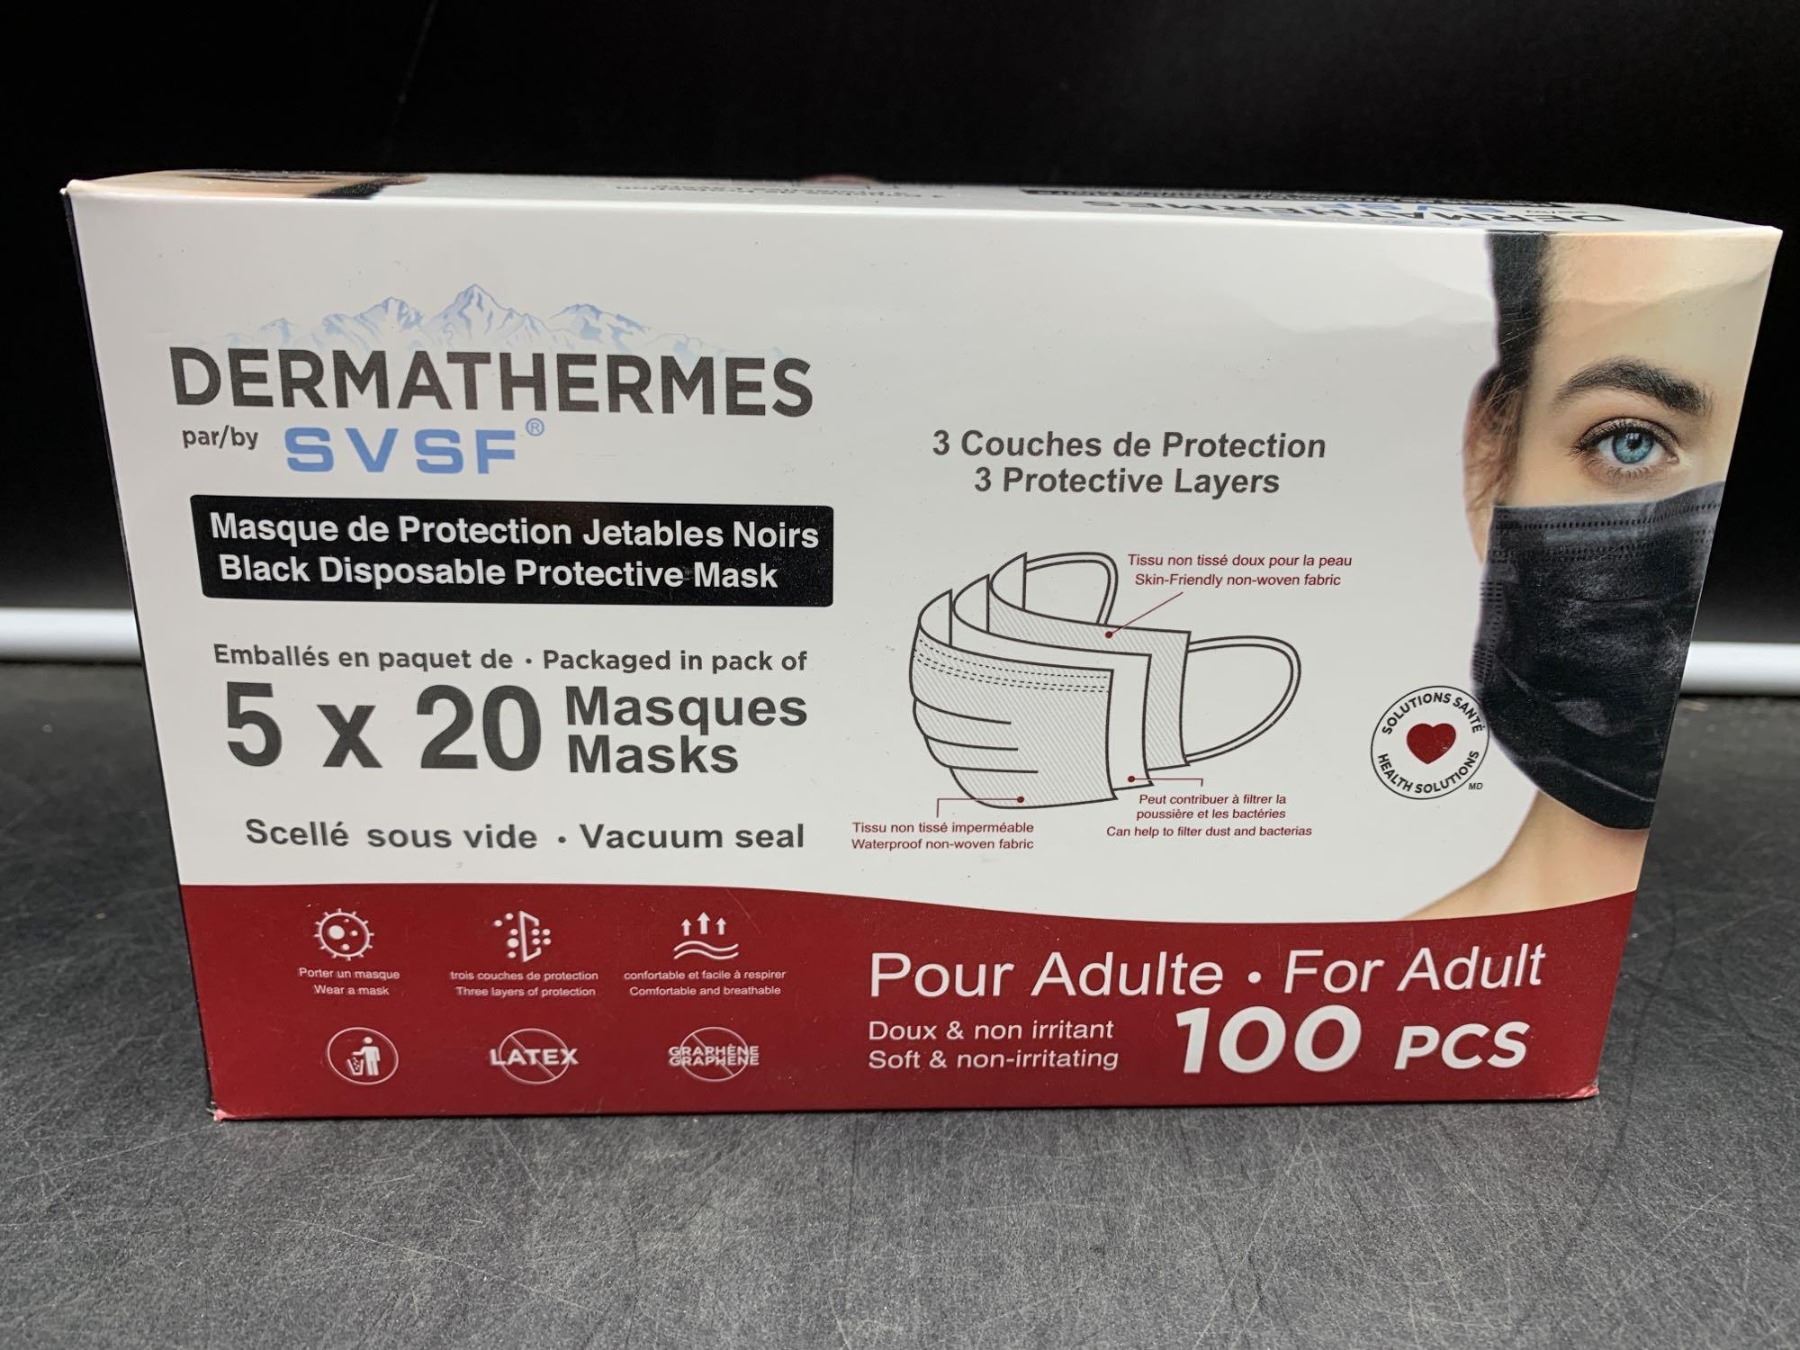 DERMATHERMES
par/by SVSF®
Masque de Protection Jetables Noirs
Black Disposable Protective Mask
Emballés en paquet de · Packaged in pack of
5 x 20 Masques
Masks
Scellé sous vide · Vacuum seal
3 Couches de Protection
3 Protective Layers
Tissu non tissé doux pour la peau
Skin-Friendly non-woven fabric
Peut contribuer à filtrer la
poussière et les bactéries
Can help to filter dust and bacterias
Tissu non tissé imperméable
Waterproof non-woven fabric
SOLUTIONS SANTÉ
HEALTH SOLUTIONS MD
Porter un masque
Wear a mask
trois couches de protection
Three layers of protection
confortable et facile à respirer
Comfortable and breathable
LATEX
GRAPHÈNE
GRAPHENE
Pour Adulte · For Adult
Doux & non irritant
Soft & non-irritating
100 PCS
DERMATHERMES
SVSF